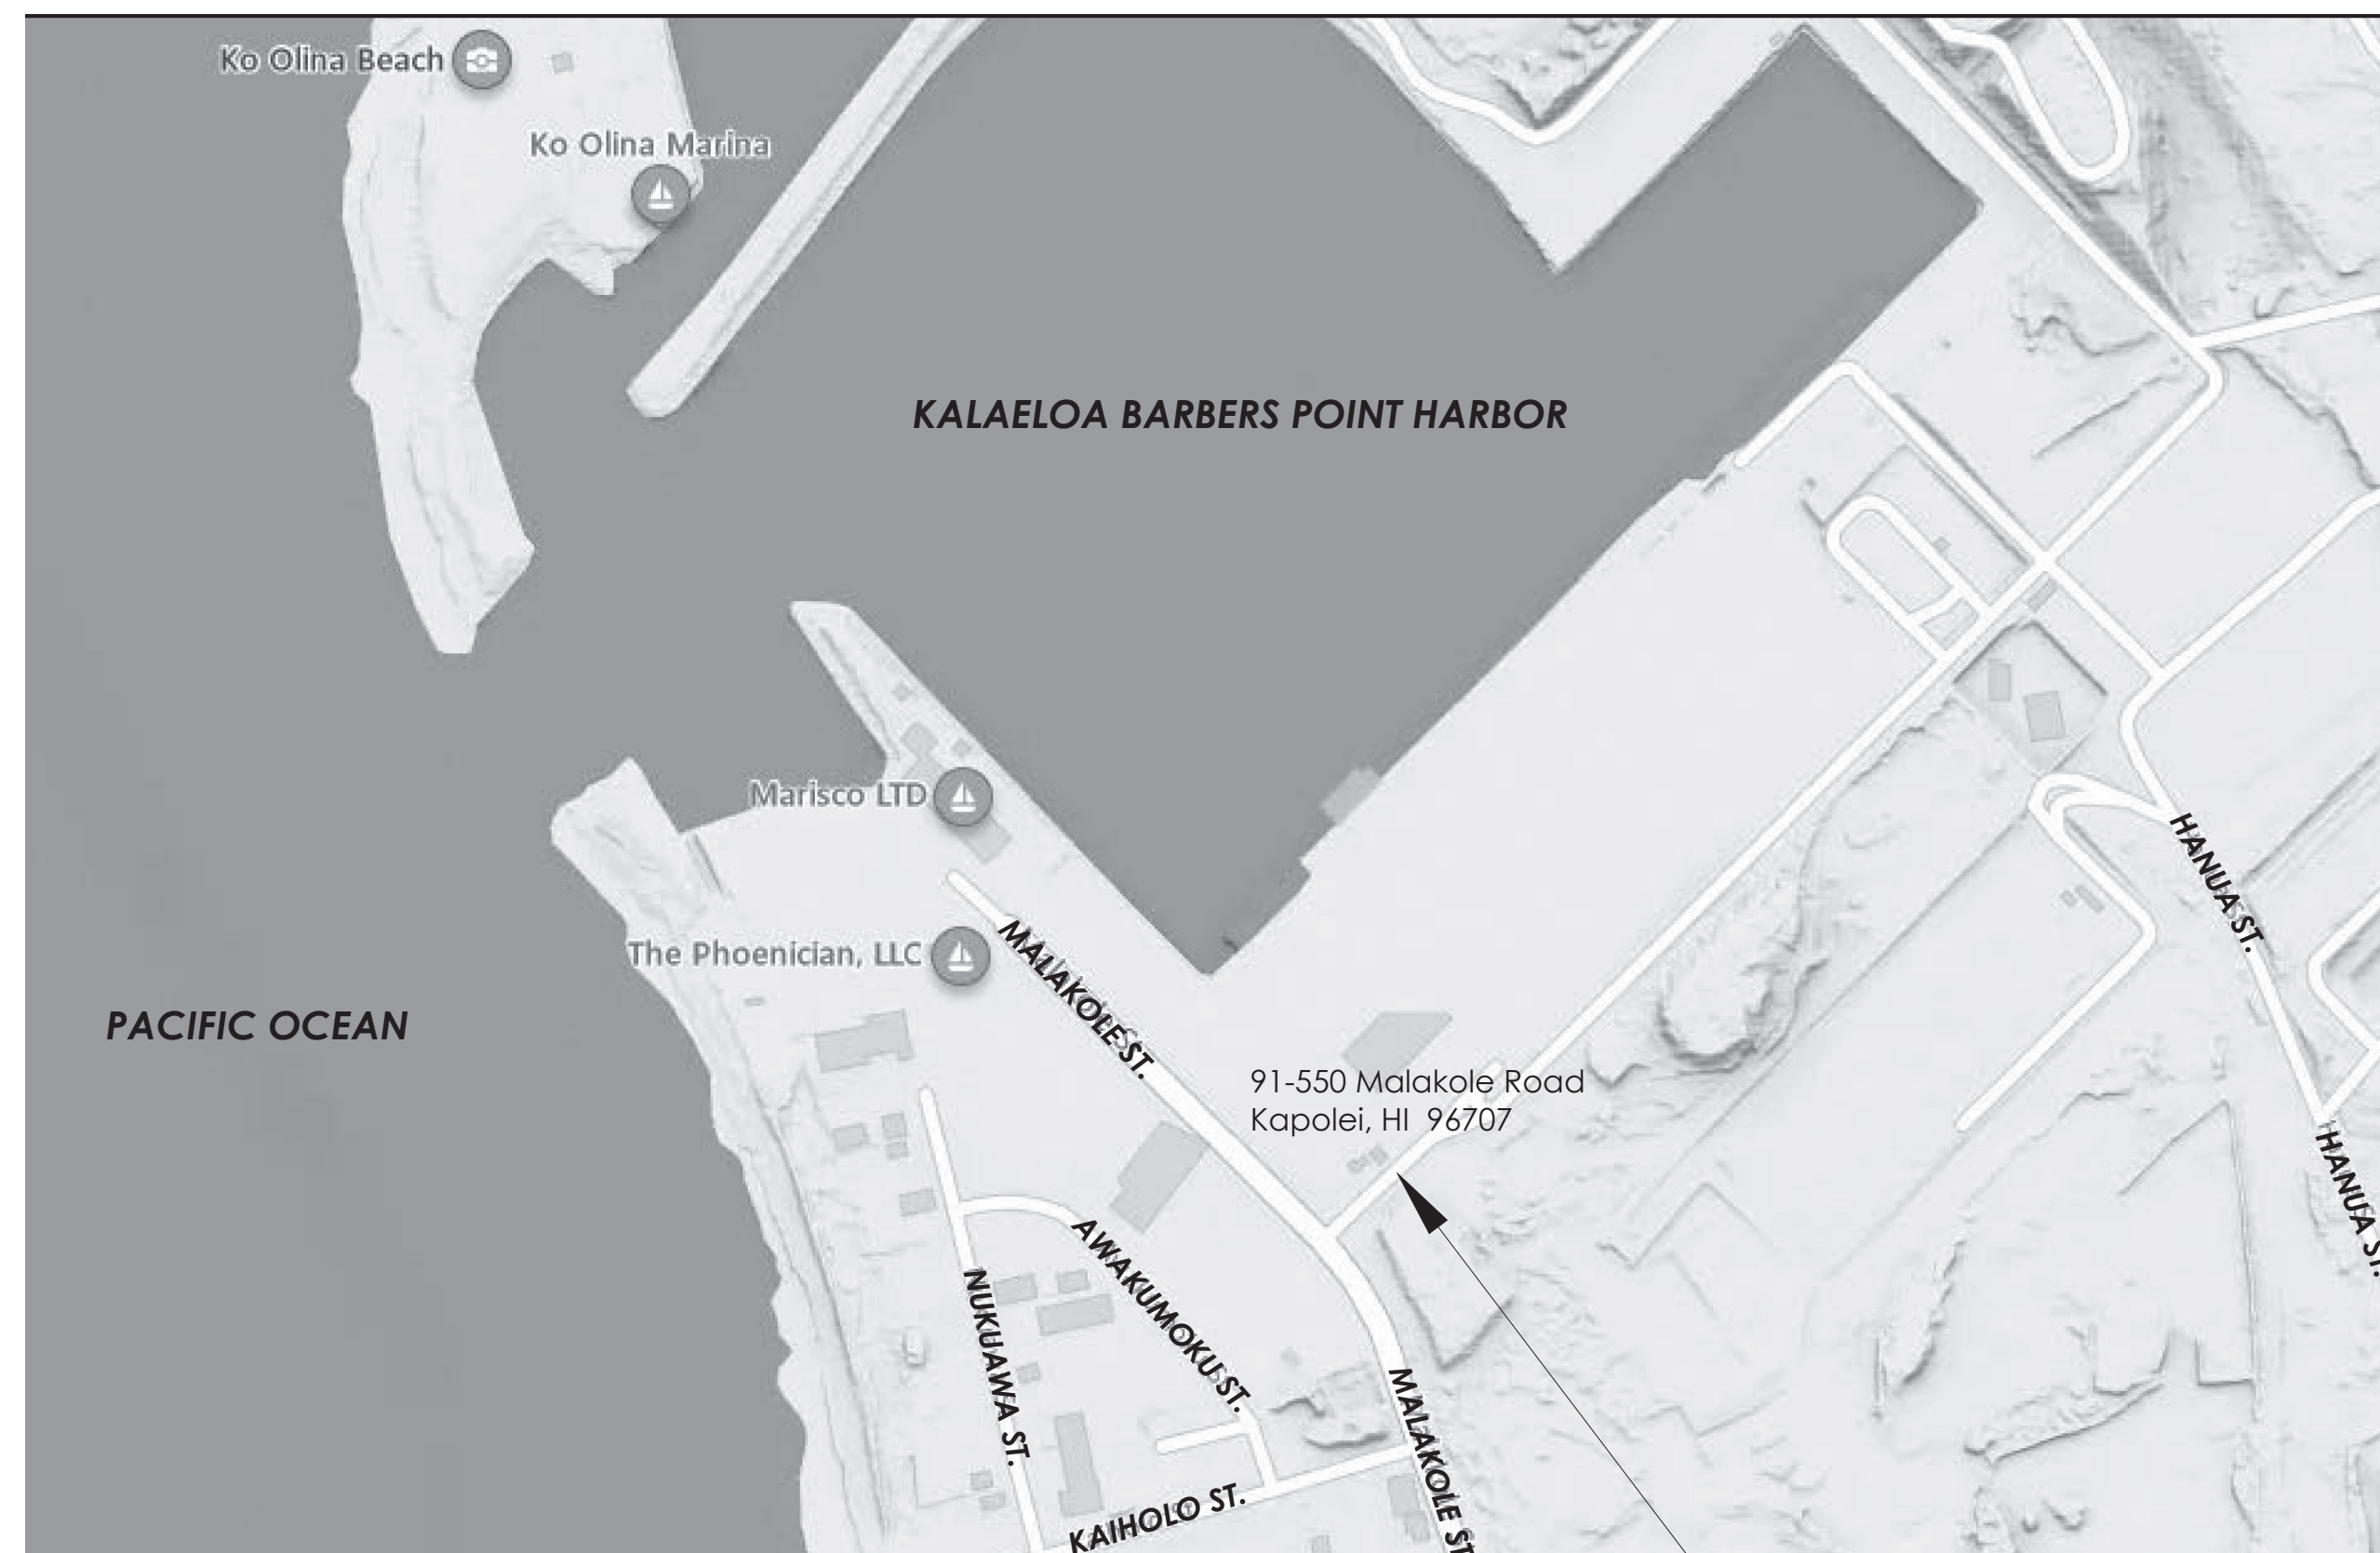 Ko Olina Beach
Ko Olina Marina
KALAELOA BARBERS POINT HARBOR
Marisco LTD
HANUA ST.
The Phoenician, LLC
MALAKOLE ST.
PACIFIC OCEAN
91-550 Malakole Road
Kapolei, HI 96707
HANUA ST.
AWAKUMOKU ST.
NUKUAWA ST.
MALAKOLE ST
KAIHOLO ST.